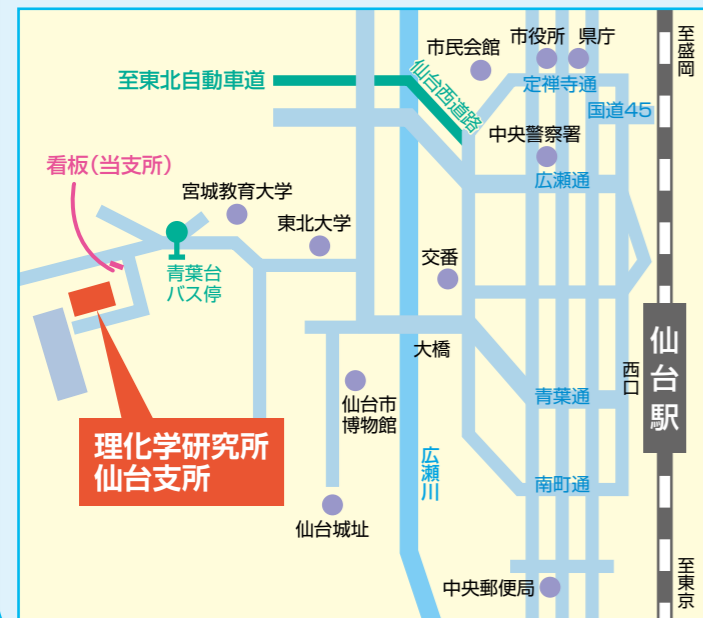 市役所
県庁
至盛岡
市民会館
至東北自動車道
仙台西道路
定禅寺通
国道45
中央警察署
看板(当支所)
宮城教育大学
広瀬通
東北大学
青葉台
バス停
交番
仙台駅
大橋
西口
仙台市
博物館
青葉通
理化学研究所
仙台支所
広瀬川
南町通
仙台城址
中央郵便局
至東京